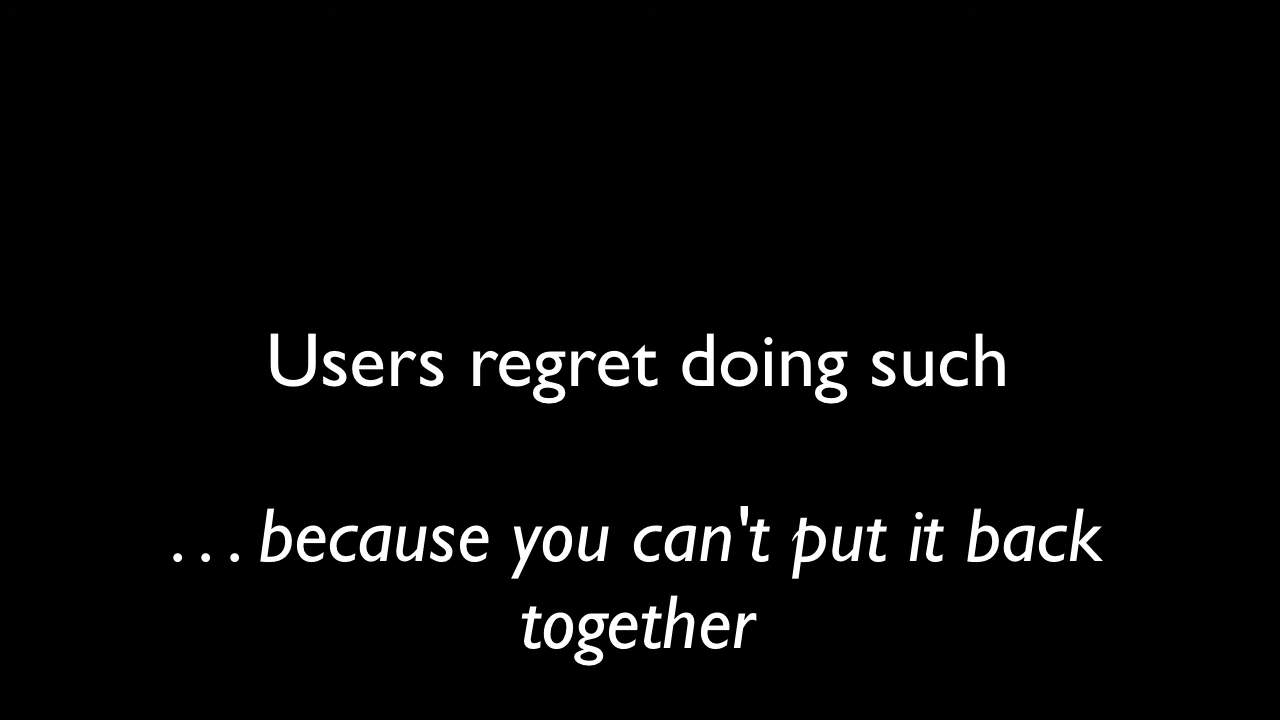 Users regret doing such
. . . because you can't put it back
together